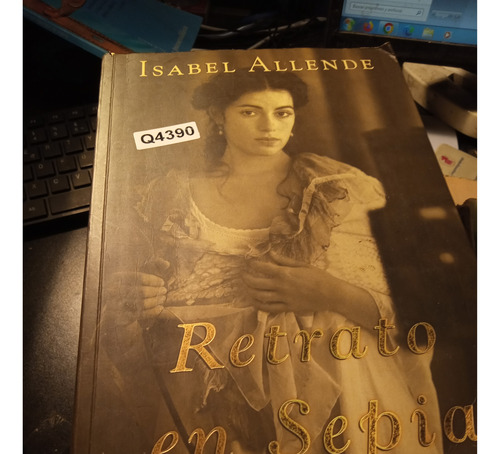 ISABEL ALLENDE
Q4390
Retrato
en Sepia